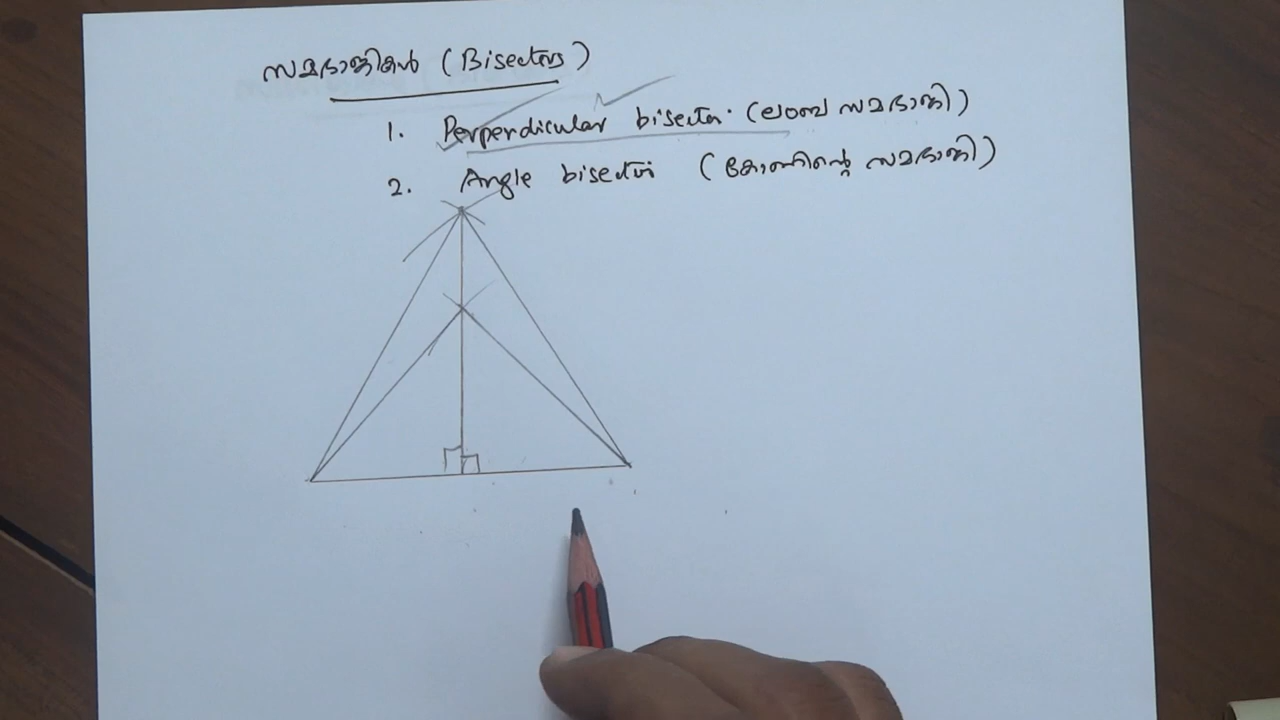 സമഭാജികൾ (Bisectors)
1. Perpendicular bisector. (ലംബ സമഭാജി)
2. Angle bisector (കോണിന്റെ സമഭാജി)